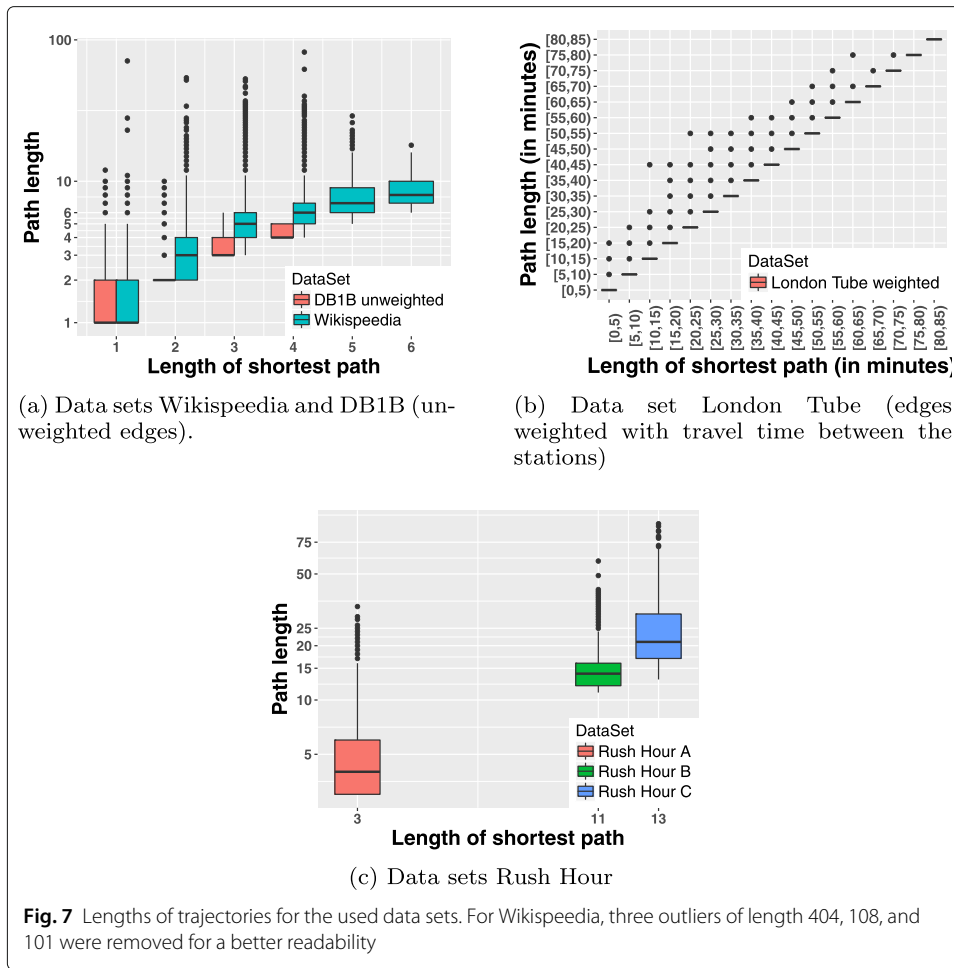 100
10
6
5
4
3
2
1
Path length
DataSet
DB1B unweighted
Wikispeedia
1 2 3 4 5 6
Length of shortest path
(a) Data sets Wikispeedia and DB1B (un-
weighted edges).
[80,85)
[75,80)
[70,75)
[65,70)
[60,65)
[55,60)
[50,55)
[45,50)
[40,45)
[35,40)
[30,35)
[25,30)
[20,25)
[15,20)
[10,15)
[5,10)
[0,5)
Path length (in minutes)
DataSet
London Tube weighted
[0,5) [5,10) [10,15) [15,20) [20,25) [25,30) [30,35) [35,40) [40,45) [45,50) [50,55) [55,60) [60,65) [65,70) [70,75) [75,80) [80,85)
Length of shortest path (in minutes)
(b) Data set London Tube (edges
weighted with travel time between the
stations)
75
50
25
20
15
10
5
Path length
DataSet
Rush Hour A
Rush Hour B
Rush Hour C
3 11 13
Length of shortest path
(c) Data sets Rush Hour
Fig. 7 Lengths of trajectories for the used data sets. For Wikispeedia, three outliers of length 404, 108, and
101 were removed for a better readability